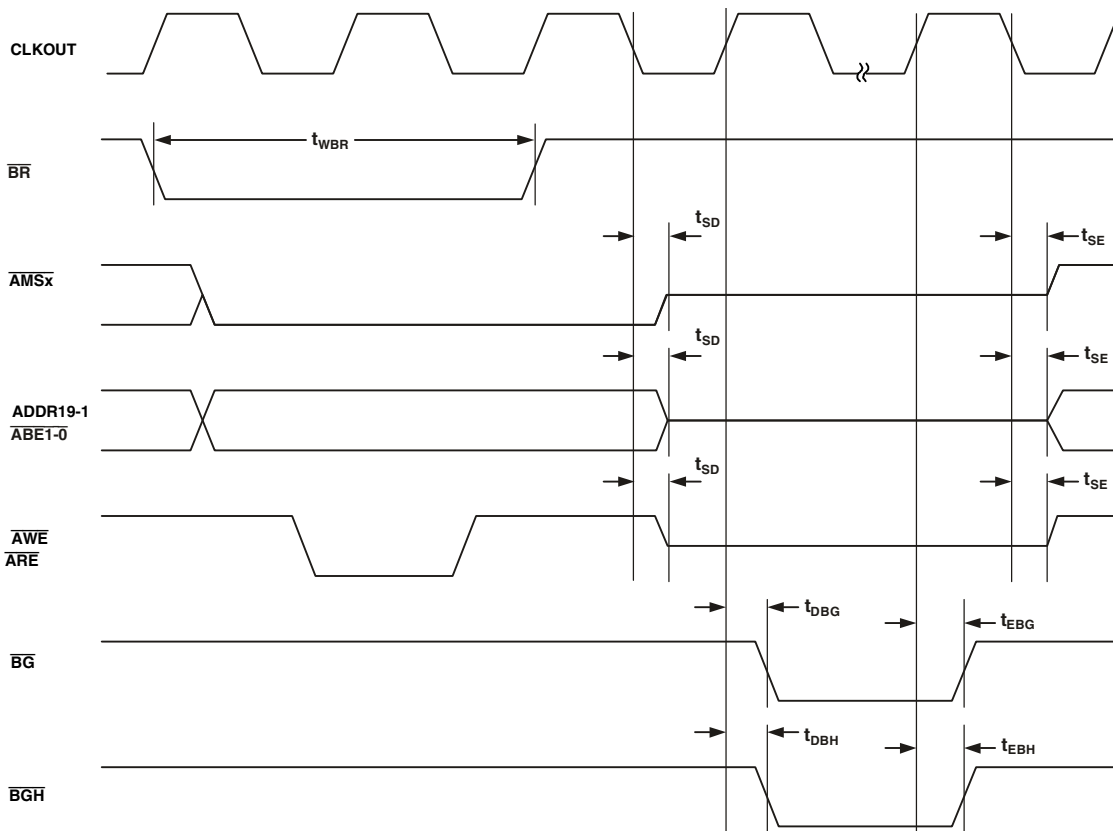 CLKOUT
tWBR
BR
tSD
tSE
AMSx
tSD
tSE
ADDR19-1
ABE1-0
tSD
tSE
AWE
ARE
tDBG
tEBG
BG
tDBH
tEBH
BGH